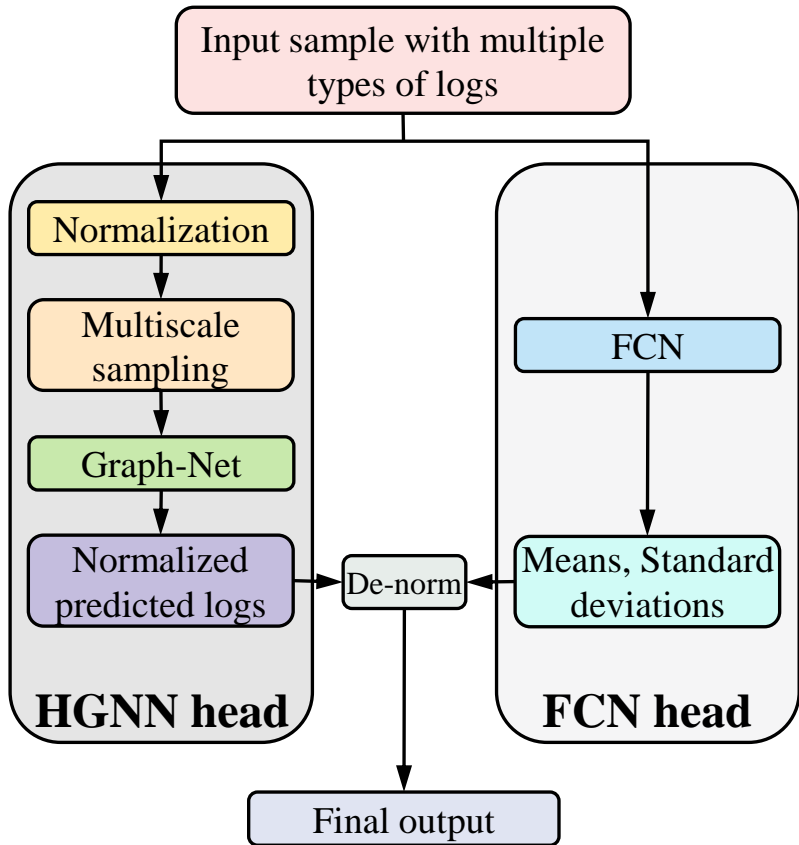 Input sample with multiple
types of logs
Normalization
Multiscale
sampling
Graph-Net
Normalized
predicted logs
HGNN head
FCN
Means, Standard
deviations
FCN head
De-norm
Final output